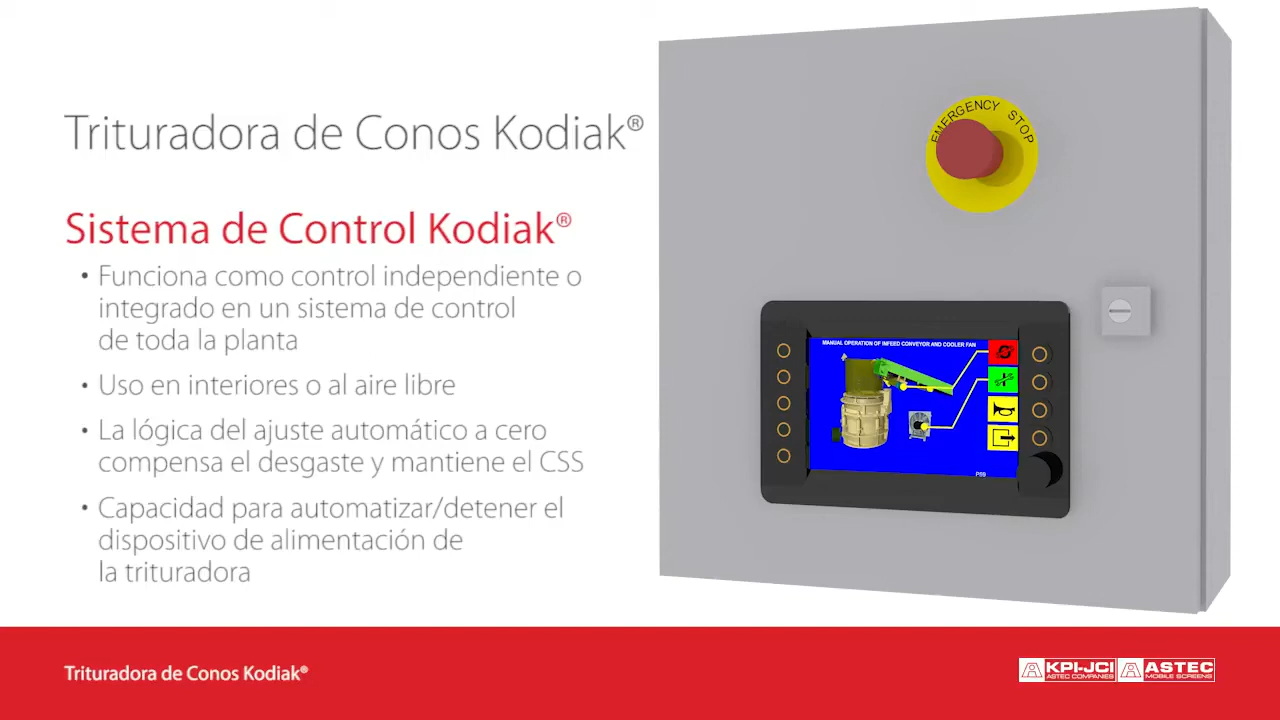 Trituradora de Conos Kodiak®
Sistema de Control Kodiak®
• Funciona como control independiente o
integrado en un sistema de control
de toda la planta
• Uso en interiores o al aire libre
• La lógica del ajuste automático a cero
compensa el desgaste y mantiene el CSS
• Capacidad para automatizar/detener el
dispositivo de alimentación de
la trituradora
EMERGENCY STOP
MANUAL OPERATION OF INFEED CONVEYOR AND COOLER FAN
P89
Trituradora de Conos Kodiak®
KPI-JCI
ASTEC COMPANIES
ASTEC
MOBILE SCREENS